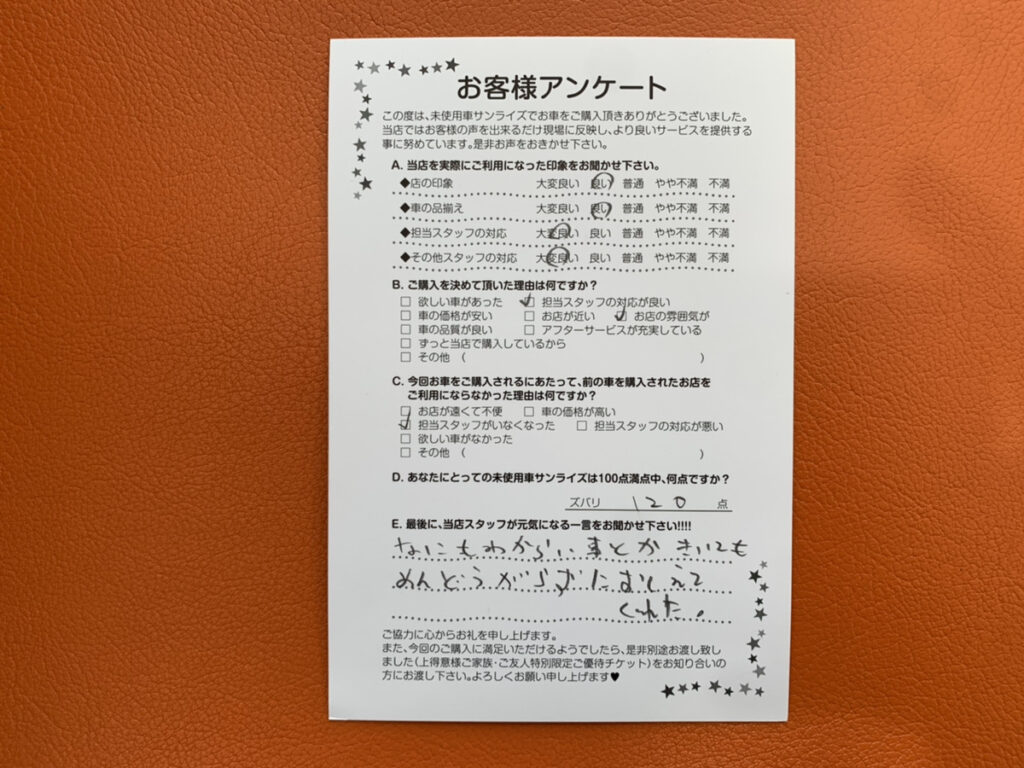 お客様アンケート
この度は、未使用車サンライズでお車をご購入頂きありがとうございました。
当店ではお客様の声を出来るだけ現場に反映し、より良いサービスを提供する
事に努めています。是非お声をおきかせ下さい。
A. 当店を実際にご利用になった印象をお聞かせ下さい。
◆店の印象 大変良い 良い 普通 やや不満 不満
◆車の品揃え 大変良い 良い 普通 やや不満 不満
◆担当スタッフの対応 大変良い 良い 普通 やや不満 不満
◆その他スタッフの対応 大変良い 良い 普通 やや不満 不満
B. ご購入を決めて頂いた理由は何ですか？
□ 欲しい車があった ☑ 担当スタッフの対応が良い
□ 車の価格が安い □ お店が近い ☑ お店の雰囲気が
□ 車の品質が良い □ アフターサービスが充実している
□ ずっと当店で購入しているから
□ その他 ( )
C. 今回お車をご購入されるにあたって、前の車を購入されたお店を
ご利用にならなかった理由は何ですか？
□ お店が遠くて不便 □ 車の価格が高い
☑ 担当スタッフがいなくなった □ 担当スタッフの対応が悪い
□ 欲しい車がなかった
□ その他 ( )
D. あなたにとっての未使用車サンライズは100点満点中、何点ですか？
ズバリ 120 点
E. 最後に、当店スタッフが元気になる一言をお聞かせ下さい!!!!
なにもわからい事とか きいても
めんどうがらずにおしえて
くれた。
ご協力に心からお礼を申し上げます。
また、今回のご購入に満足いただけるようでしたら、是非別途お渡し致し
ました(上得意様ご家族・ご友人特別限定ご優待チケット)をお知り合いの
方にお渡し下さい。よろしくお願い申し上げます♥